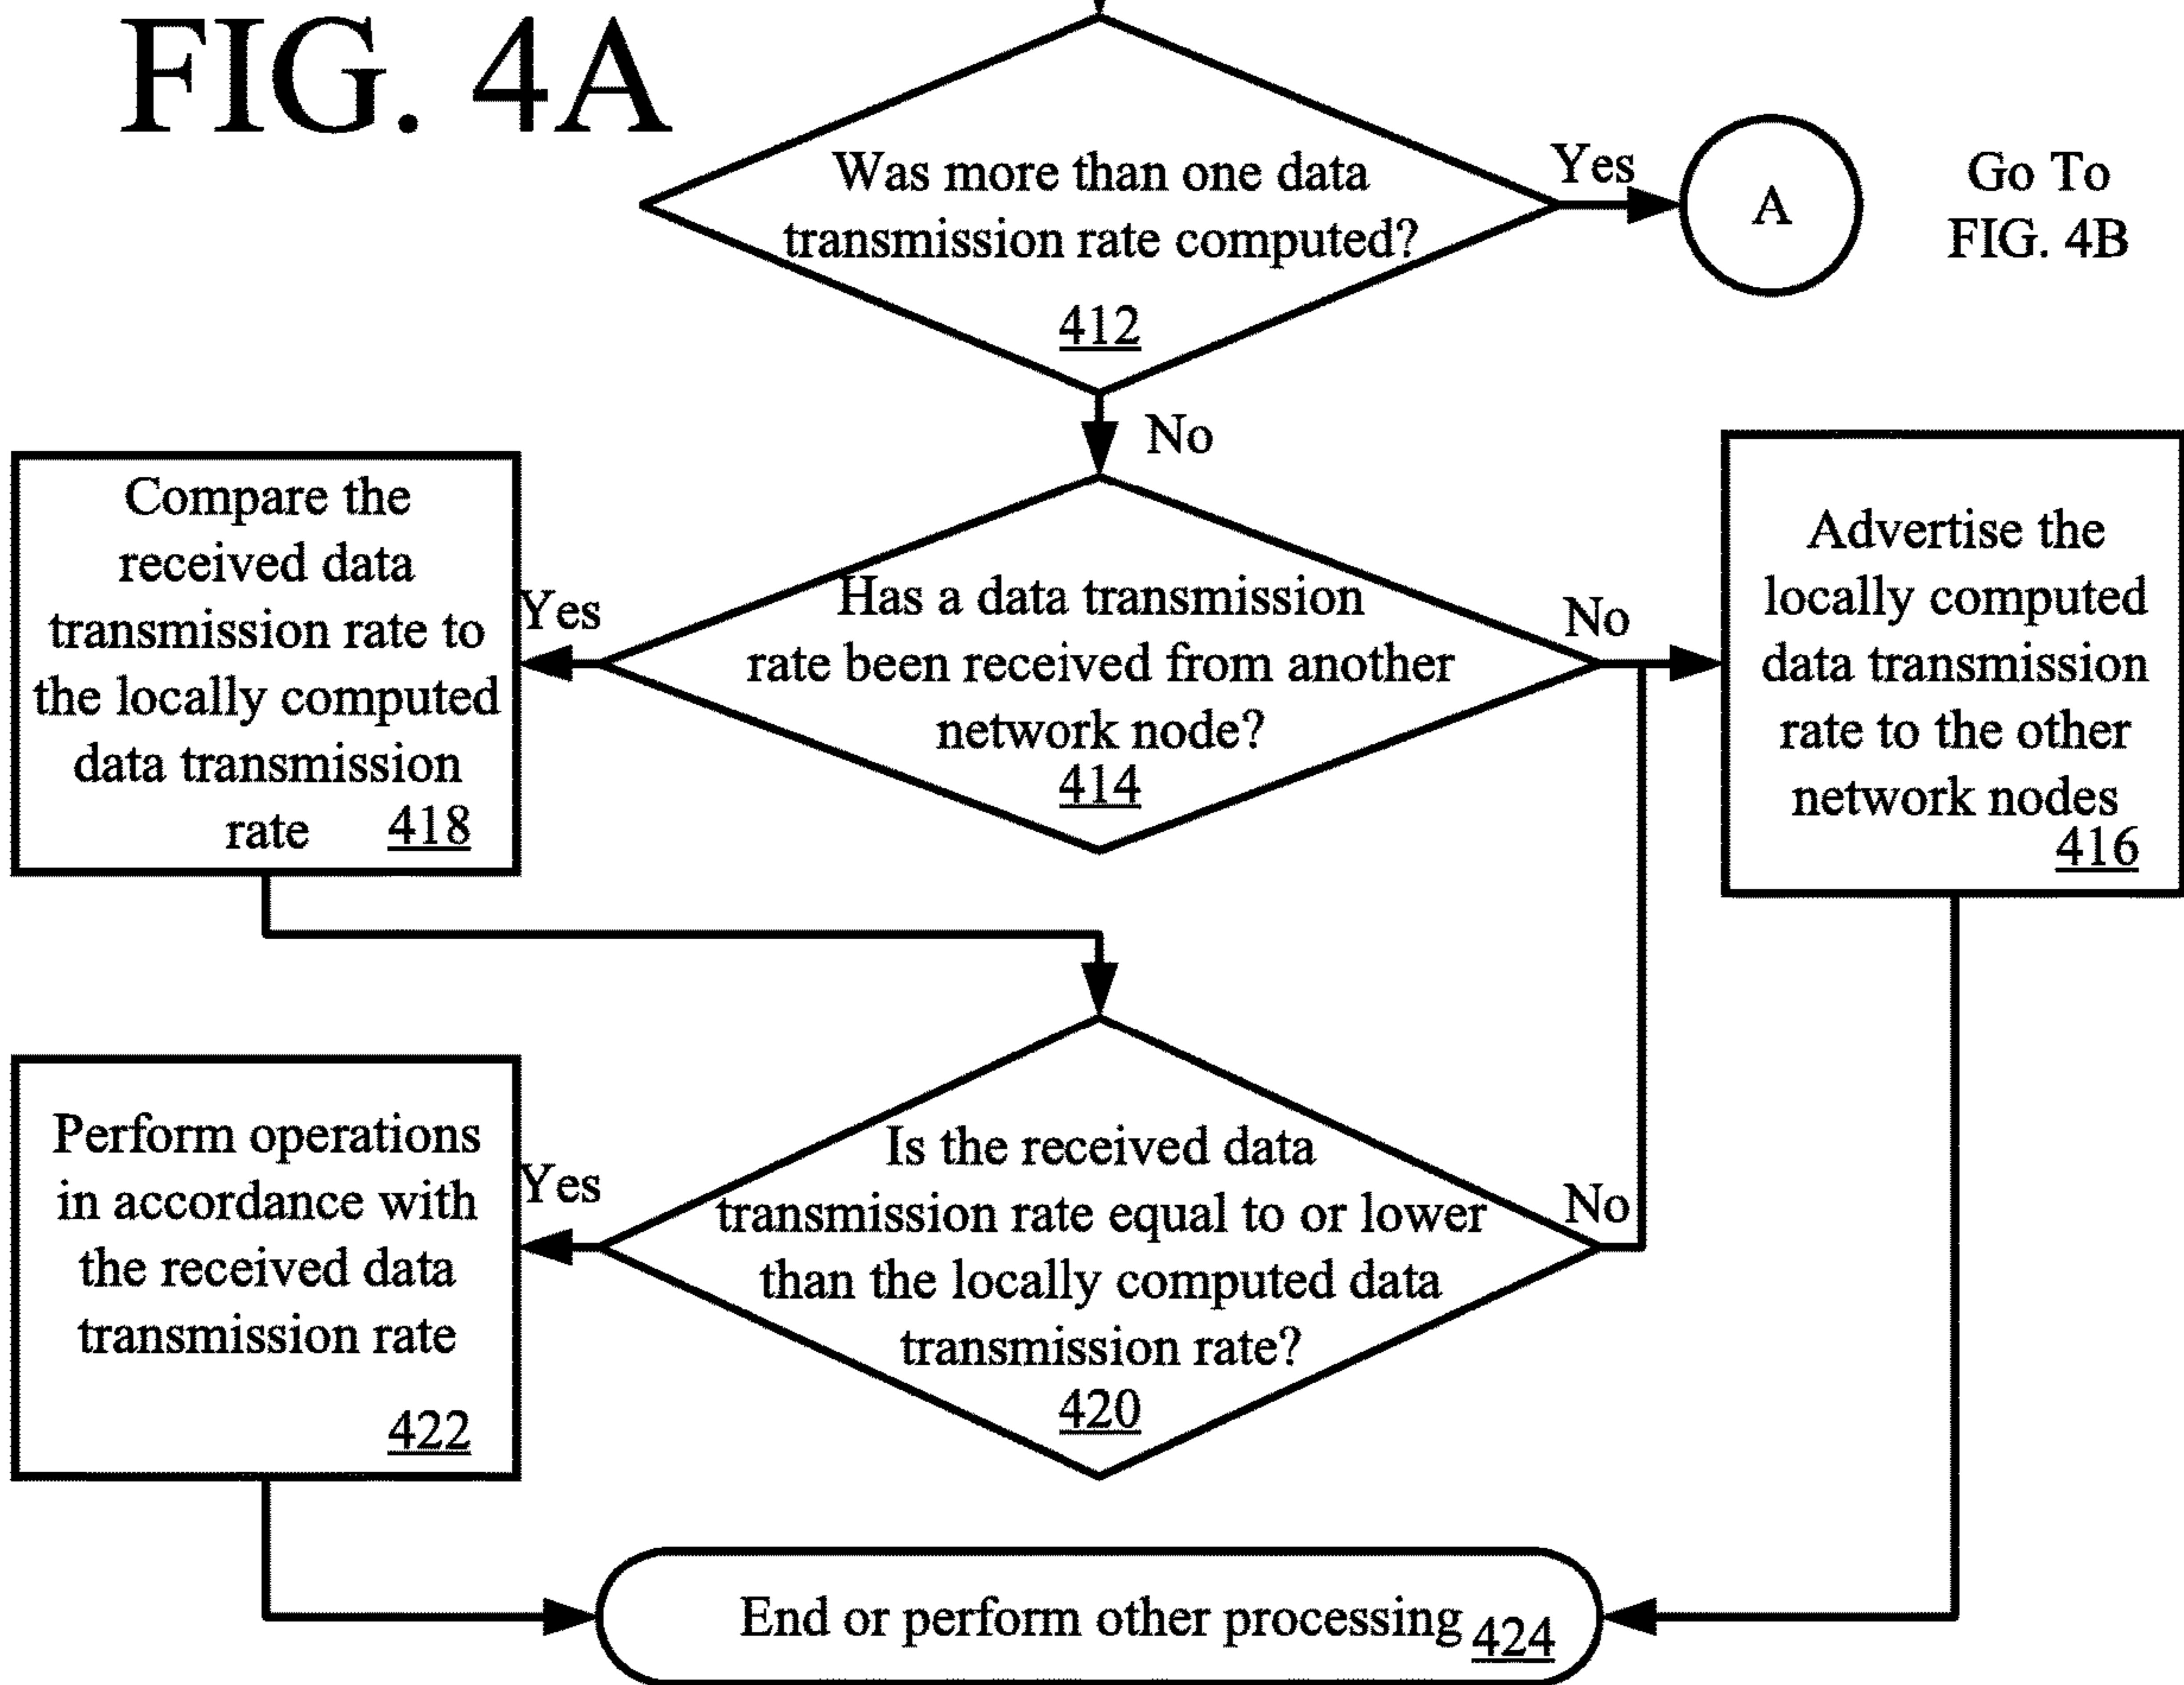 FIG. 4A
Was more than one data
transmission rate computed?
412
Yes
A
Go To
FIG. 4B
No
Compare the
received data
transmission rate to
the locally computed
data transmission
rate 418
Yes
Has a data transmission
rate been received from another
network node?
414
No
Advertise the
locally computed
data transmission
rate to the other
network nodes
416
Perform operations
in accordance with
the received data
transmission rate
422
Yes
Is the received data
transmission rate equal to or lower
than the locally computed data
transmission rate?
420
No
End or perform other processing 424